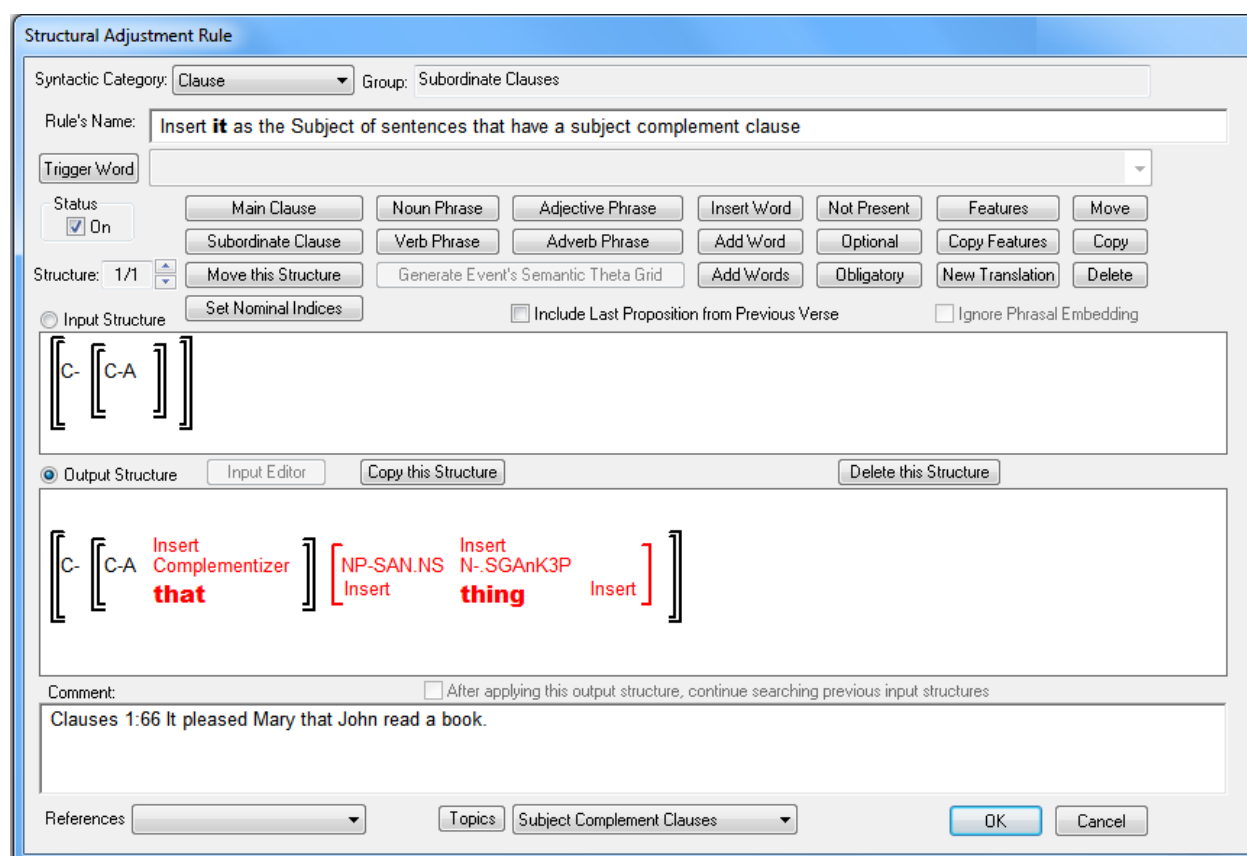 Structural Adjustment Rule
Syntactic Category: Clause Group: Subordinate Clauses
Rule's Name: Insert it as the Subject of sentences that have a subject complement clause
Trigger Word
Status
On
Main Clause Noun Phrase Adjective Phrase Insert Word Not Present Features Move
Subordinate Clause Verb Phrase Adverb Phrase Add Word Optional Copy Features Copy
Structure: 1/1 Move this Structure Generate Event's Semantic Theta Grid Add Words Obligatory New Translation Delete
Set Nominal Indices
Input Structure Include Last Proposition from Previous Verse Ignore Phrasal Embedding
C- C-A
Output Structure Input Editor Copy this Structure Delete this Structure
Insert Insert
C- C-A Complementizer NP-SAN.NS N-.SGAnK3P
that Insert thing Insert
Comment: After applying this output structure, continue searching previous input structures
Clauses 1:66 It pleased Mary that John read a book.
References Topics Subject Complement Clauses OK Cancel